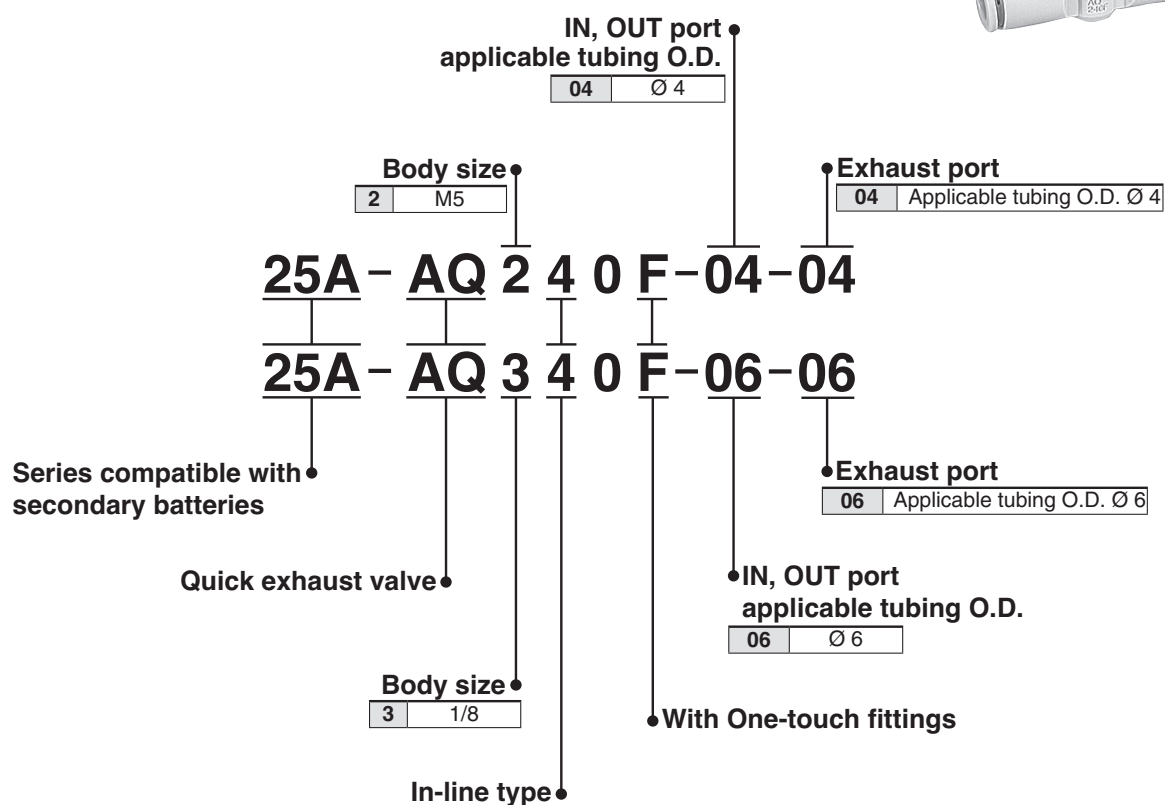 IN, OUT port
applicable tubing O.D.
04 Ø 4
Body size
2 M5
Exhaust port
04 Applicable tubing O.D. Ø 4
25A - AQ 2 4 0 F - 04 - 04
25A - AQ 3 4 0 F - 06 - 06
Series compatible with
secondary batteries
Exhaust port
06 Applicable tubing O.D. Ø 6
Quick exhaust valve
IN, OUT port
applicable tubing O.D.
06 Ø 6
Body size
3 1/8
With One-touch fittings
In-line type